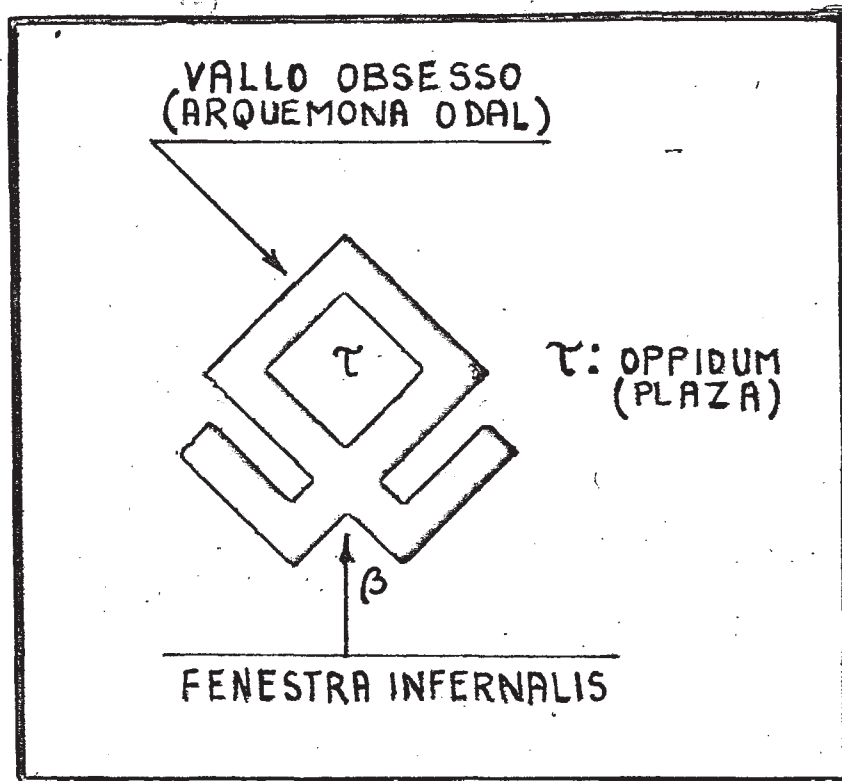 VALLO OBSESSO
(ARQUEMONA ODAL)
τ
τ: OPPIDUM
(PLAZA)
β
FENESTRA INFERNALIS